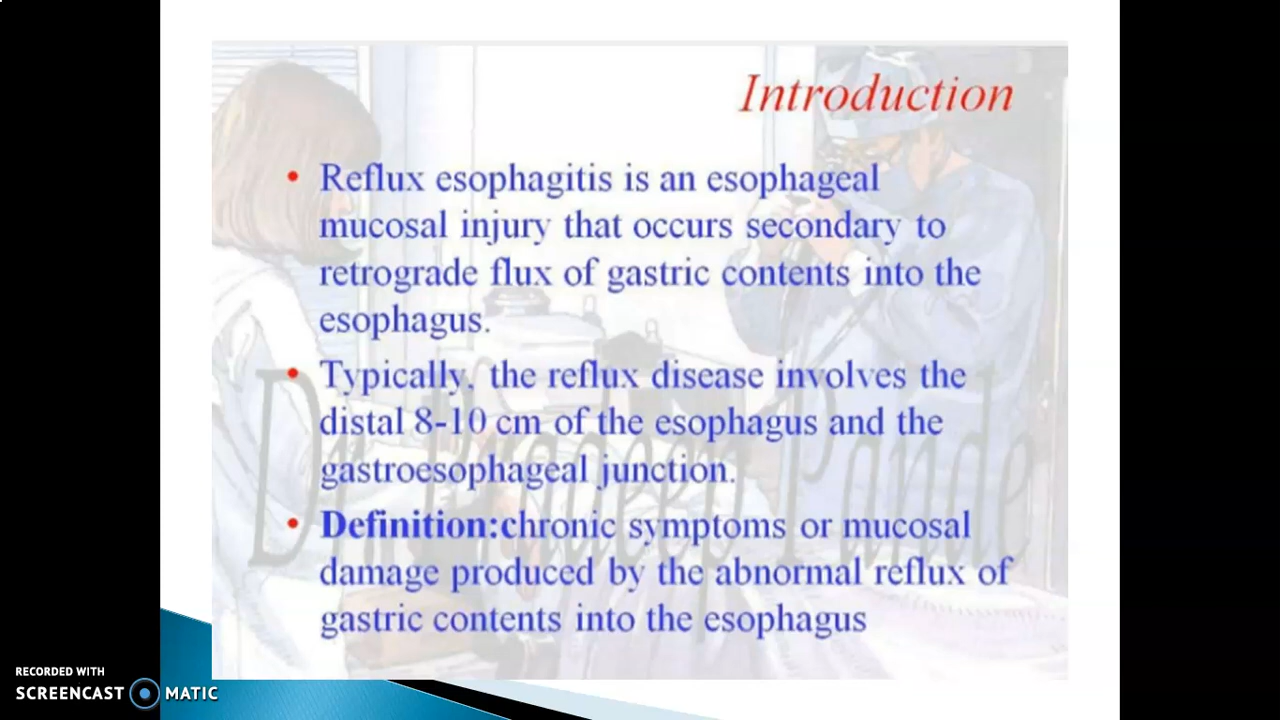 Introduction
• Reflux esophagitis is an esophageal
mucosal injury that occurs secondary to
retrograde flux of gastric contents into the
esophagus.
• Typically, the reflux disease involves the
distal 8-10 cm of the esophagus and the
gastroesophageal junction.
• Definition:chronic symptoms or mucosal
damage produced by the abnormal reflux of
gastric contents into the esophagus
Dr. Pradeep Pande
RECORDED WITH
SCREENCAST MATIC